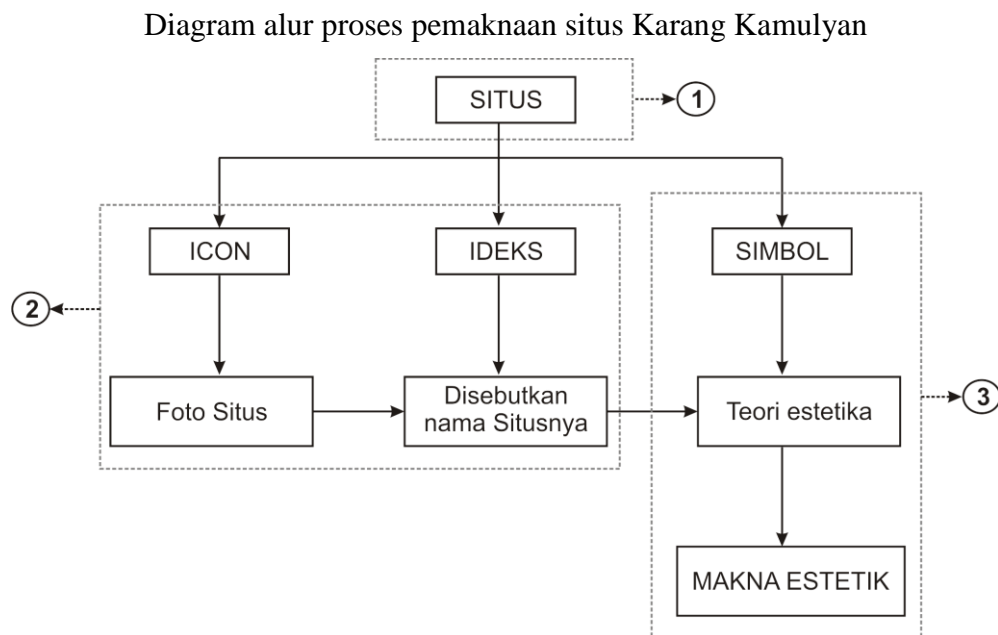 Diagram alur proses pemaknaan situs Karang Kamulyan
SITUS
1
ICON
IDEKS
SIMBOL
2
Foto Situs
Disebutkan
nama Situsnya
Teori estetika
3
MAKNA ESTETIK